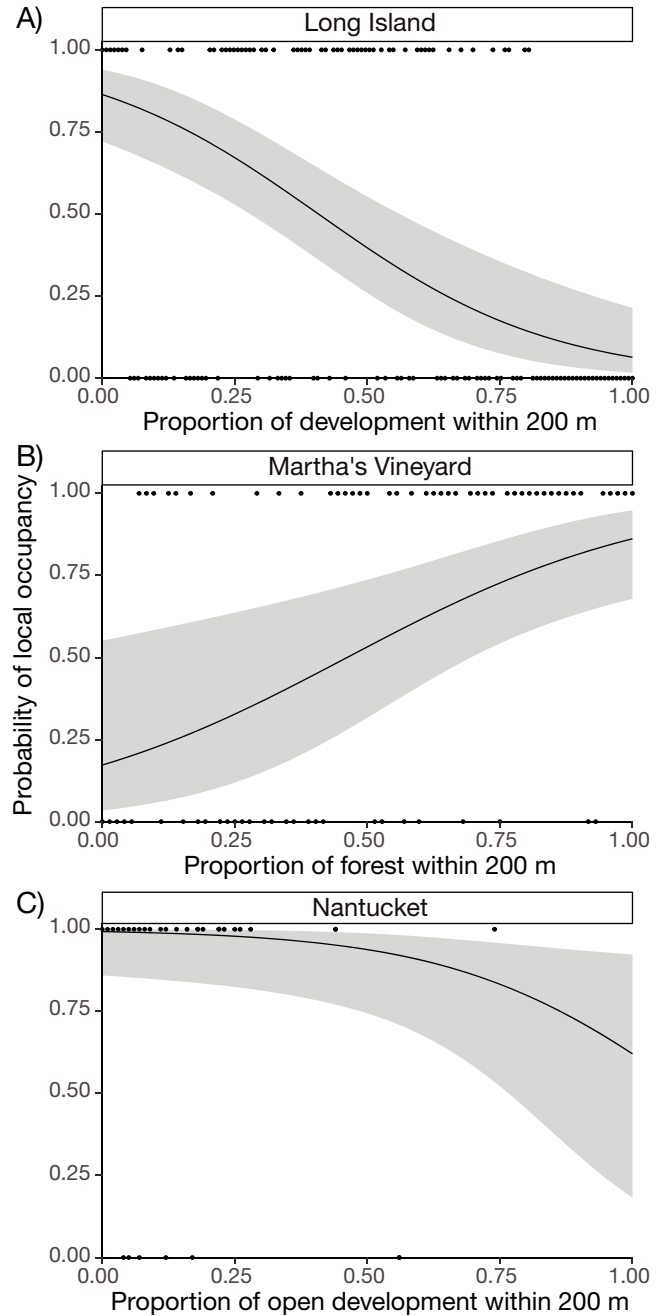 A)
Long Island
1.00
0.75
0.50
0.25
0.00
0.00 0.25 0.50 0.75 1.00
Proportion of development within 200 m
B)
Martha's Vineyard
Probability of local occupancy
1.00
0.75
0.50
0.25
0.00
0.00 0.25 0.50 0.75 1.00
Proportion of forest within 200 m
C)
Nantucket
1.00
0.75
0.50
0.25
0.00
0.00 0.25 0.50 0.75 1.00
Proportion of open development within 200 m